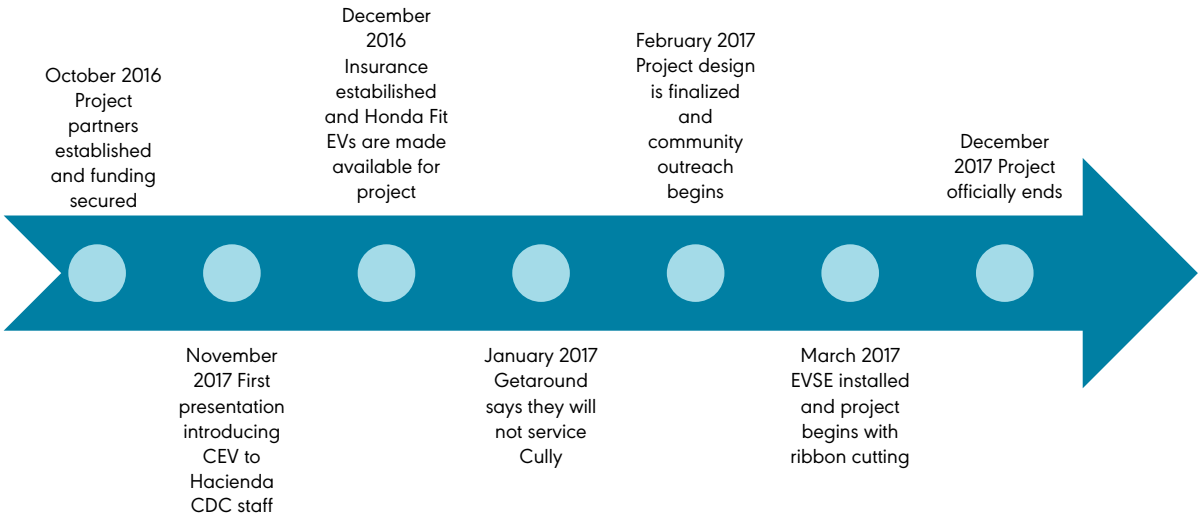 October 2016
Project
partners
established
and funding
secured
November
2017 First
presentation
introducing
CEV to
Hacienda
CDC staff
December
2016
Insurance
estabilished
and Honda Fit
EVs are made
available for
project
January 2017
Getaround
says they will
not service
Cully
February 2017
Project design
is finalized
and
community
outreach
begins
March 2017
EVSE installed
and project
begins with
ribbon cutting
December
2017 Project
officially ends